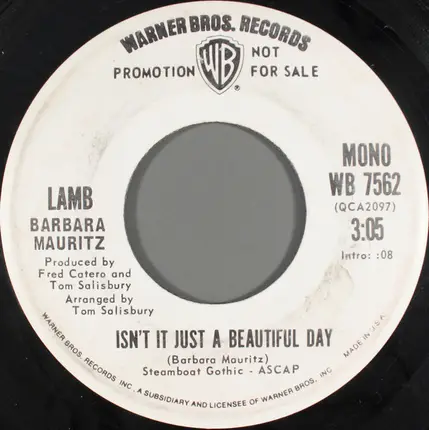 WARNER BROS. RECORDS
PROMOTION WB NOT FOR SALE
®
LAMB
BARBARA
MAURITZ
Produced by
Fred Catero and
Tom Salisbury
Arranged by
Tom Salisbury
MONO
WB 7562
(QCA2097)
3:05
Intro: :08
ISN'T IT JUST A BEAUTIFUL DAY
(Barbara Mauritz)
Steamboat Gothic - ASCAP
WARNER BROS. RECORDS INC., A SUBSIDIARY AND LICENSEE OF WARNER BROS., INC. MADE IN U.S.A.